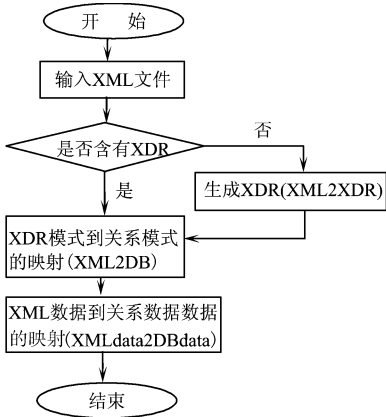 开 始
输入XML文件
是否含有XDR
否
是
生成XDR(XML2XDR)
XDR模式到关系模式
的映射(XML2DB)
XML数据到关系数据数据
的映射(XMLdata2DBdata)
结束